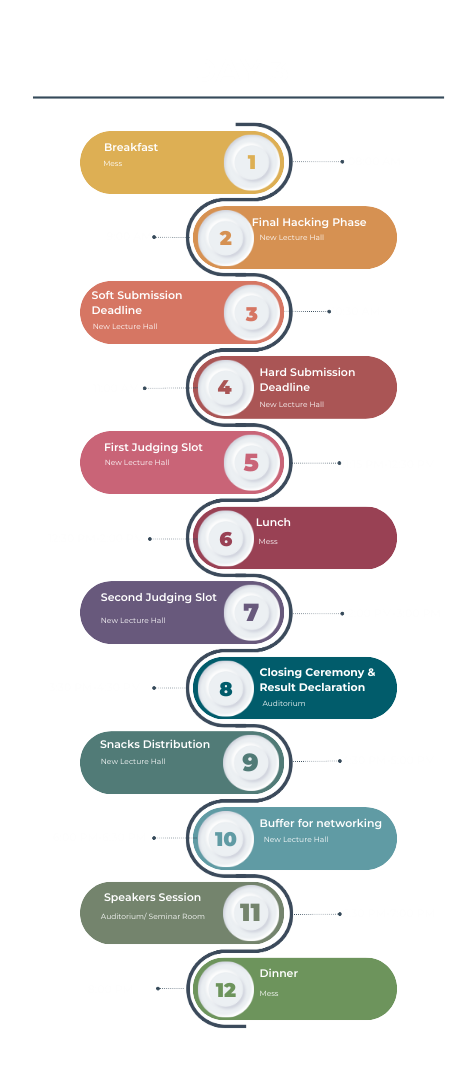 Breakfast
Mess
1
2
Final Hacking Phase
New Lecture Hall
Soft Submission
Deadline
New Lecture Hall
3
4
Hard Submission
Deadline
New Lecture Hall
First Judging Slot
New Lecture Hall
5
6
Lunch
Mess
Second Judging Slot
New Lecture Hall
7
8
Closing Ceremony &
Result Declaration
Auditorium
Snacks Distribution
New Lecture Hall
9
10
Buffer for networking
New Lecture Hall
Speakers Session
Auditorium/ Seminar Room
11
12
Dinner
Mess